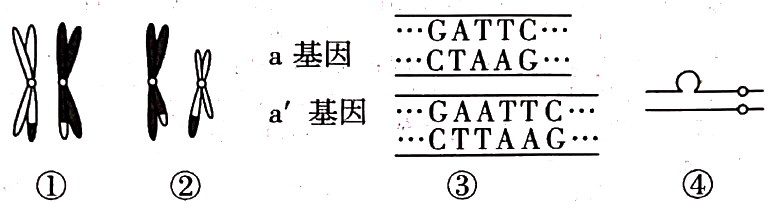 a 基因
···GATTC···
···CTAAG···
a′ 基因
···GAATTC···
···CTTAAG···
① ② ③ ④